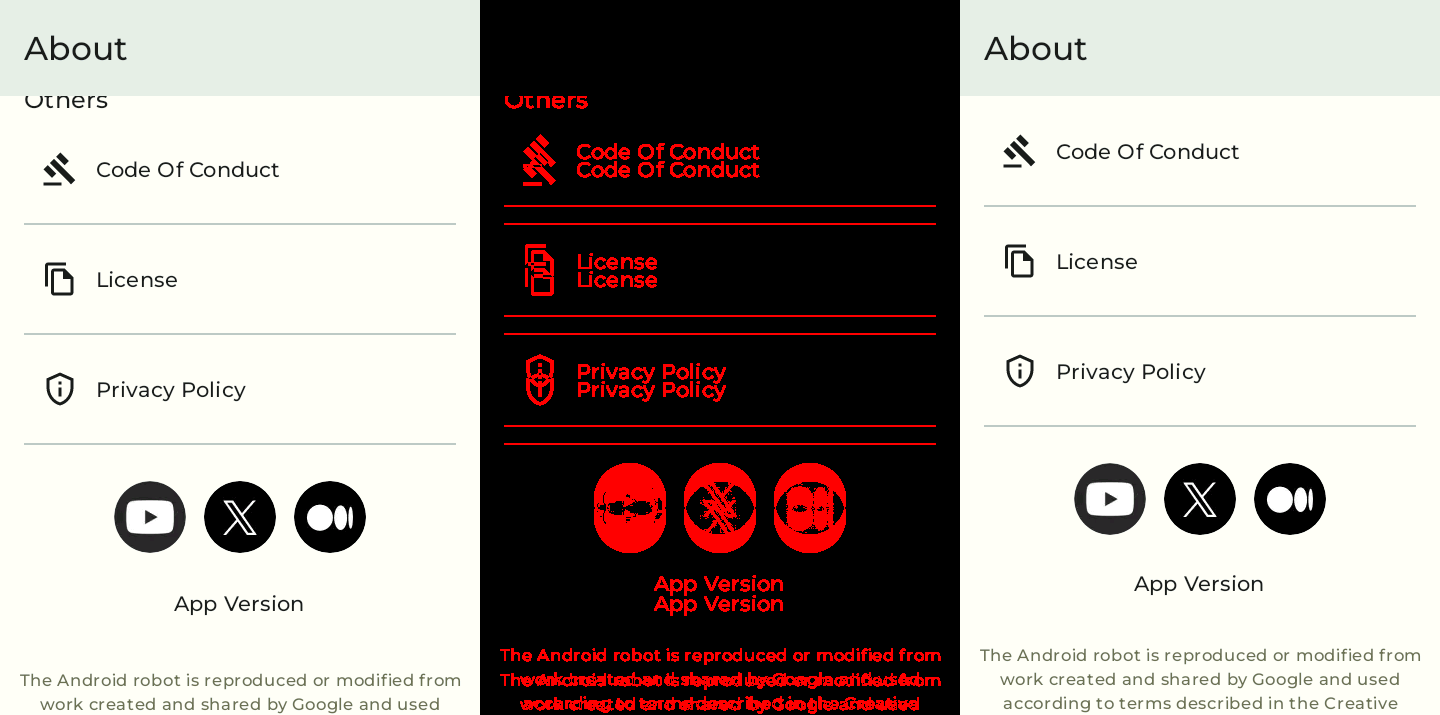 About
Others
Code Of Conduct
License
Privacy Policy
App Version
The Android robot is reproduced or modified from
work created and shared by Google and used
Others
Code Of Conduct
Code Of Conduct
License
License
Privacy Policy
Privacy Policy
App Version
App Version
The Android robot is reproduced or modified from
About
Code Of Conduct
License
Privacy Policy
App Version
The Android robot is reproduced or modified from
work created and shared by Google and used
according to terms described in the Creative